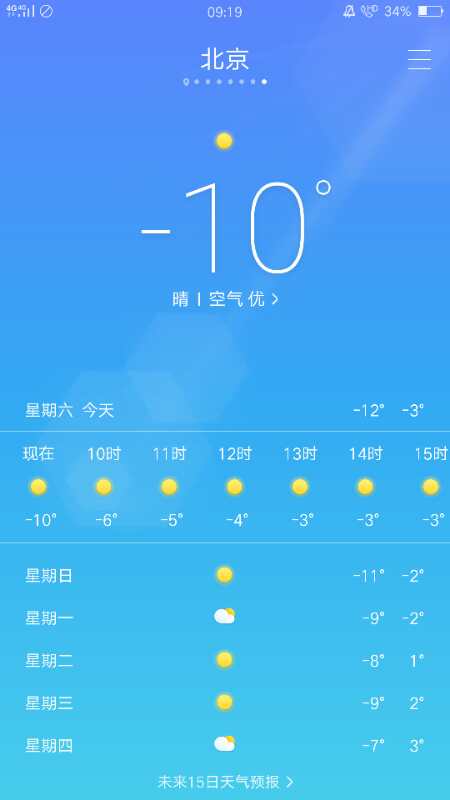 4G 4G 09:19 HD 34%
北京
-10°
晴 | 空气 优 >
星期六 今天 -12° -3°
现在 10时 11时 12时 13时 14时 15时
-10° -6° -5° -4° -3° -3° -3°
星期日 -11° -2°
星期一 -9° -2°
星期二 -8° 1°
星期三 -9° 2°
星期四 -7° 3°
未来15日天气预报 >